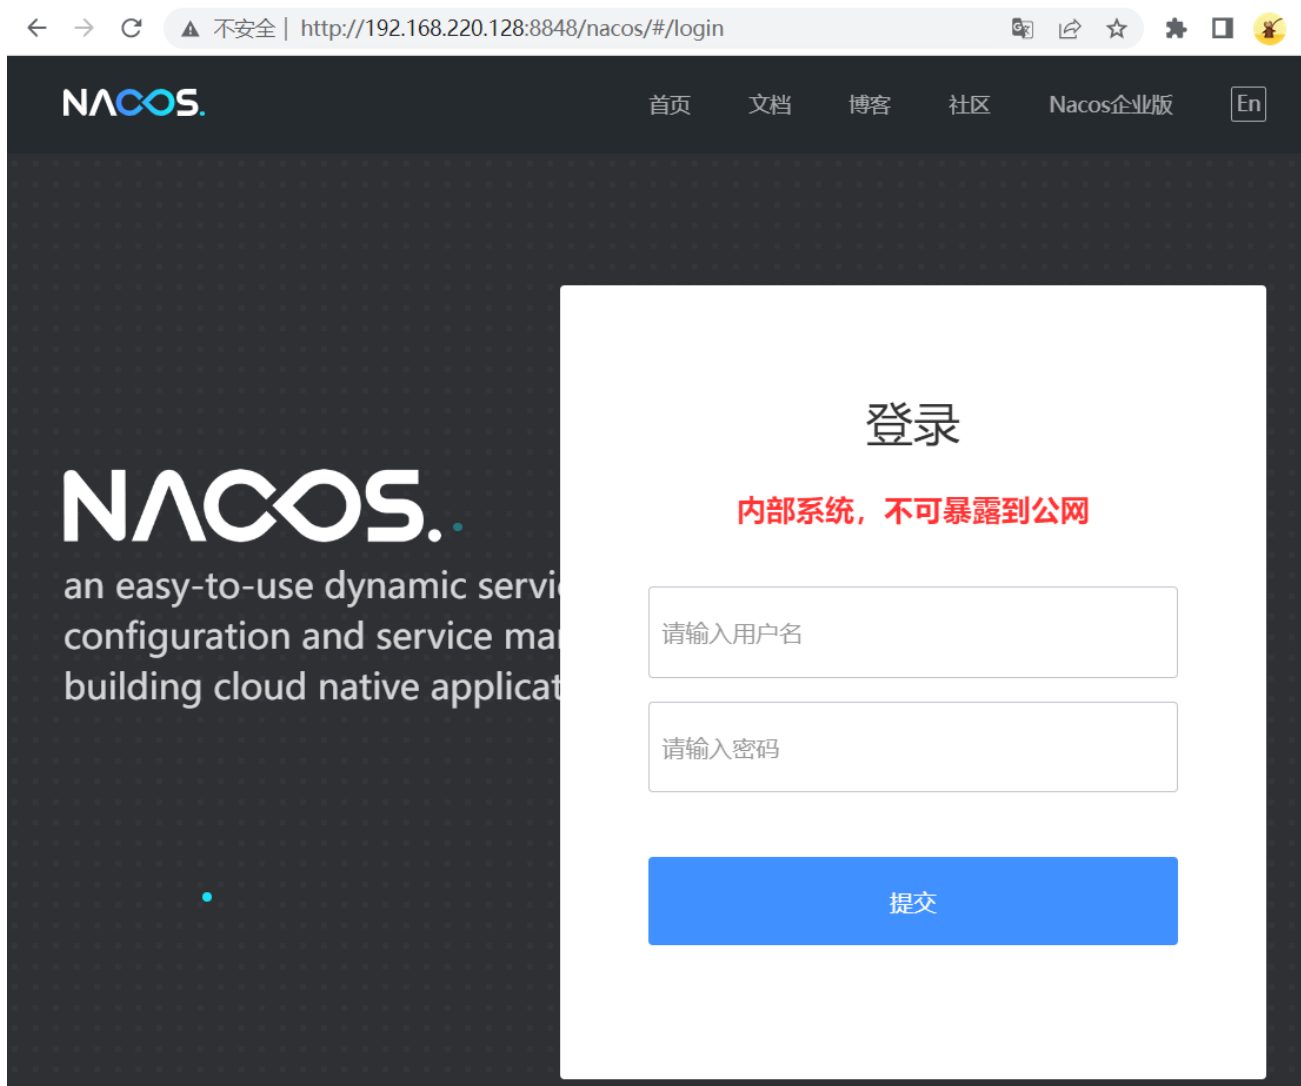 不安全 | http://192.168.220.128:8848/nacos/#/login
NACOS.
首页 文档 博客 社区 Nacos企业版 En
登录
内部系统，不可暴露到公网
NACOS.
an easy-to-use dynamic servi
configuration and service ma
building cloud native applicat
请输入用户名
请输入密码
提交